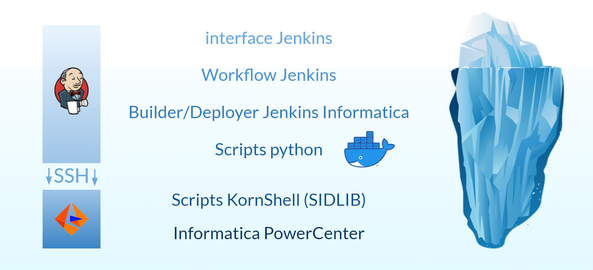 interface Jenkins
Workflow Jenkins
Builder/Deployer Jenkins Informatica
Scripts python
SSH
Scripts KornShell (SIDLIB)
Informatica PowerCenter